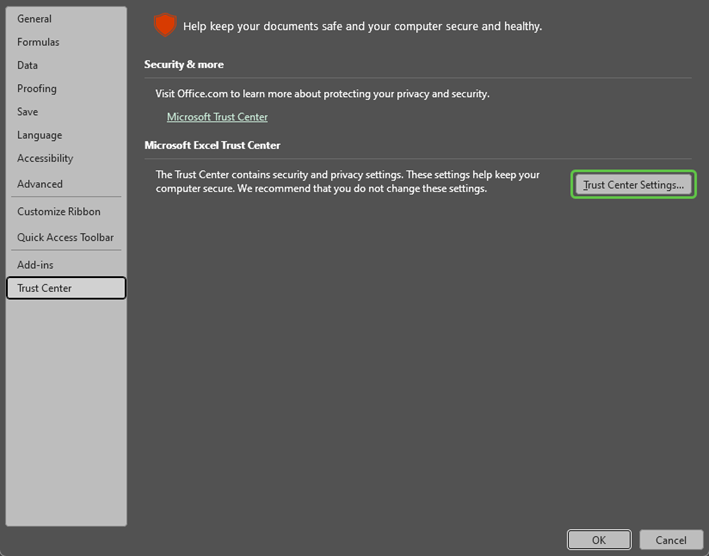 General
Formulas
Data
Proofing
Save
Language
Accessibility
Advanced
Customize Ribbon
Quick Access Toolbar
Add-ins
Trust Center
Help keep your documents safe and your computer secure and healthy.
Security & more
Visit Office.com to learn more about protecting your privacy and security.
Microsoft Trust Center
Microsoft Excel Trust Center
The Trust Center contains security and privacy settings. These settings help keep your
computer secure. We recommend that you do not change these settings.
Trust Center Settings...
OK
Cancel